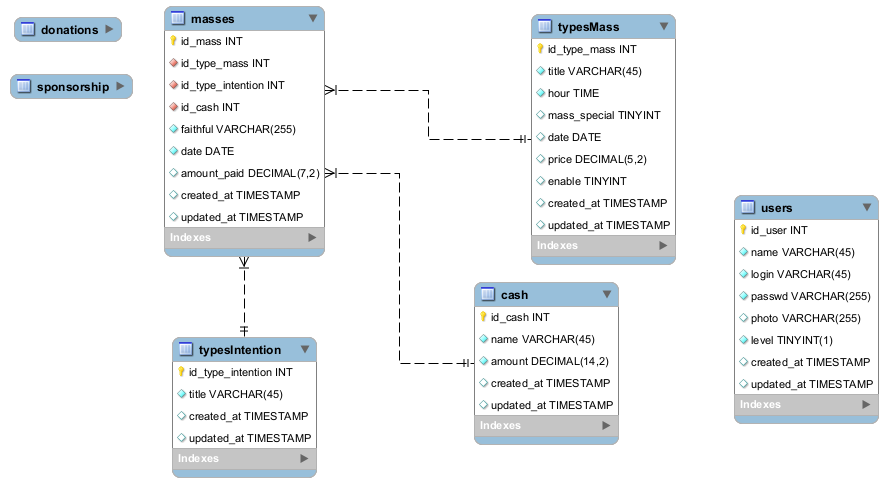 donations
sponsorship
masses
id_mass INT
id_type_mass INT
id_type_intention INT
id_cash INT
faithful VARCHAR(255)
date DATE
amount_paid DECIMAL(7,2)
created_at TIMESTAMP
updated_at TIMESTAMP
Indexes
typesMass
id_type_mass INT
title VARCHAR(45)
hour TIME
mass_special TINYINT
date DATE
price DECIMAL(5,2)
enable TINYINT
created_at TIMESTAMP
updated_at TIMESTAMP
Indexes
users
id_user INT
name VARCHAR(45)
login VARCHAR(45)
passwd VARCHAR(255)
photo VARCHAR(255)
level TINYINT(1)
created_at TIMESTAMP
updated_at TIMESTAMP
Indexes
cash
id_cash INT
name VARCHAR(45)
amount DECIMAL(14,2)
created_at TIMESTAMP
updated_at TIMESTAMP
Indexes
typesIntention
id_type_intention INT
title VARCHAR(45)
created_at TIMESTAMP
updated_at TIMESTAMP
Indexes